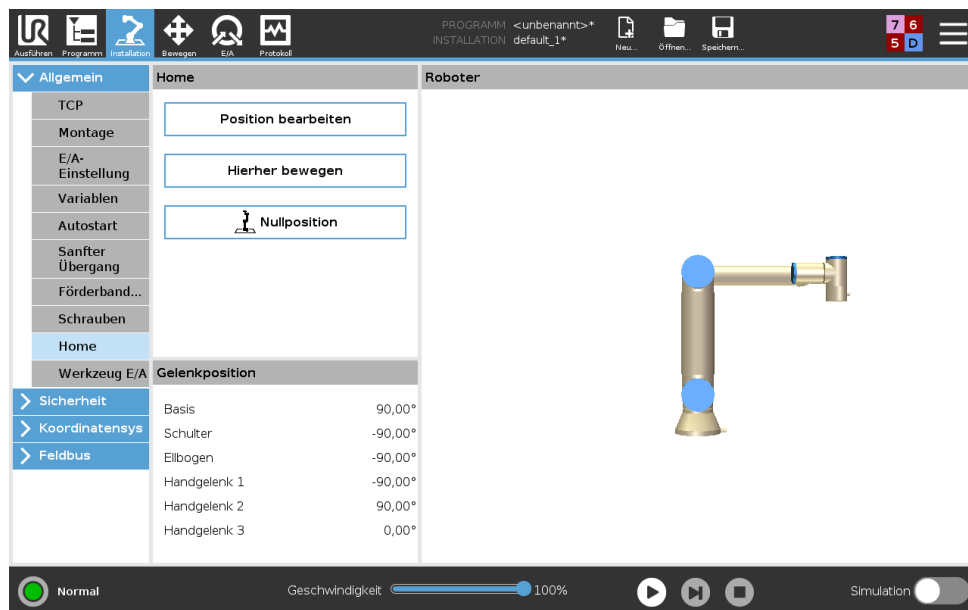 UR
Ausführen
Programm
Installation
Bewegen
E/A
Protokoll
PROGRAMM <unbenannt>*
INSTALLATION default_1*
Neu...
Öffnen...
Speichern...
7 6
5 D
Allgemein
TCP
Montage
E/A-
Einstellung
Variablen
Autostart
Sanfter
Übergang
Förderband...
Schrauben
Home
Werkzeug E/A
Sicherheit
Koordinatensys
Feldbus
Home
Position bearbeiten
Hierher bewegen
Nullposition
Gelenkposition
Basis 90,00°
Schulter -90,00°
Ellbogen -90,00°
Handgelenk 1 -90,00°
Handgelenk 2 90,00°
Handgelenk 3 0,00°
Roboter
Normal
Geschwindigkeit 100%
Simulation